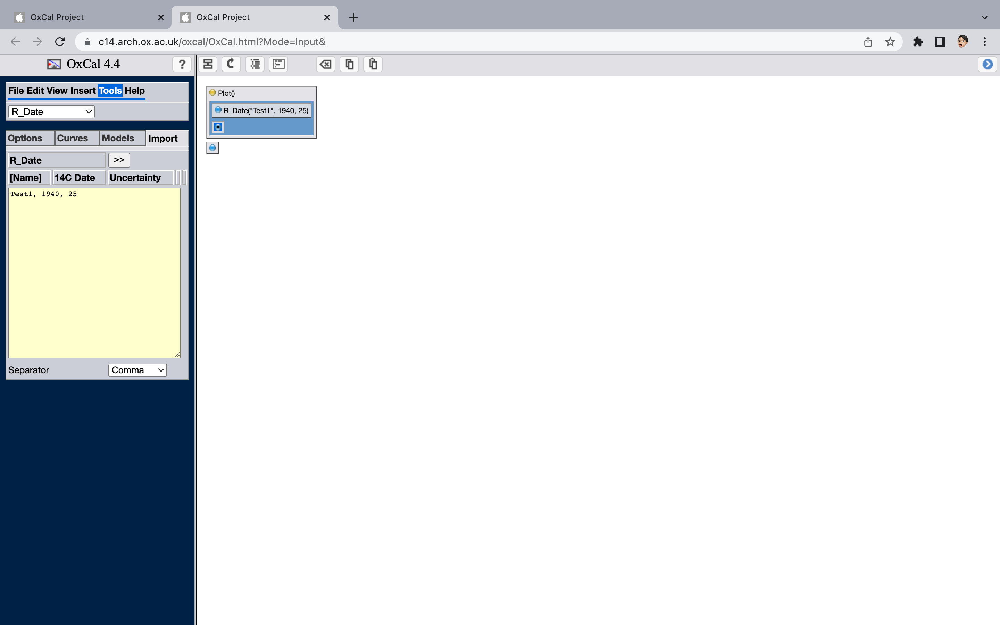 OxCal Project
OxCal Project
c14.arch.ox.ac.uk/oxcal/OxCal.html?Mode=Input&
OxCal 4.4
?
File Edit View Insert Tools Help
R_Date
Options Curves Models Import
R_Date >>
[Name] 14C Date Uncertainty
Test1, 1940, 25
Separator Comma
Plot()
R_Date("Test1", 1940, 25)